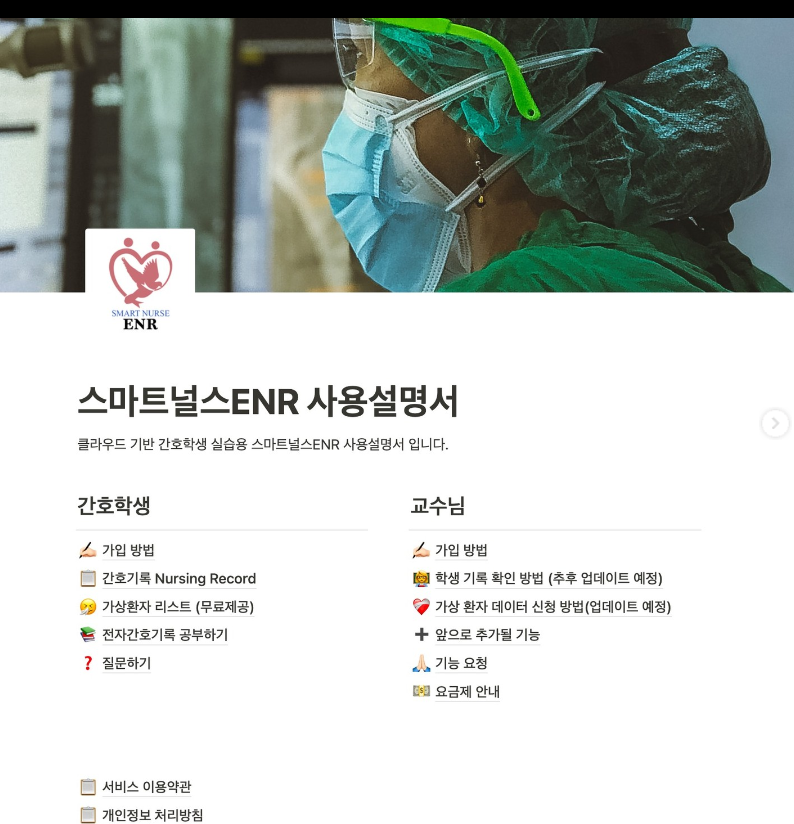 SMART NURSE
ENR
스마트널스ENR 사용설명서
클라우드 기반 간호학생 실습용 스마트널스ENR 사용설명서 입니다.
간호학생
가입 방법
간호기록 Nursing Record
가상환자 리스트 (무료제공)
전자간호기록 공부하기
질문하기
교수님
가입 방법
학생 기록 확인 방법 (추후 업데이트 예정)
가상 환자 데이터 신청 방법(업데이트 예정)
앞으로 추가될 기능
기능 요청
요금제 안내
서비스 이용약관
개인정보 처리방침